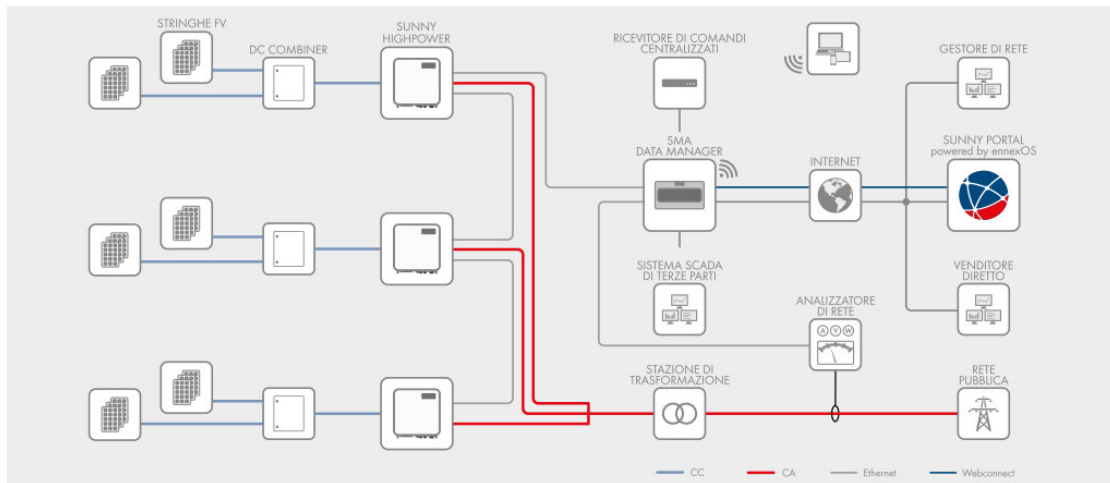 STRINGHE FV
DC COMBINER
SUNNY
HIGHPOWER
RICEVITORE DI COMANDI
CENTRALIZZATI
GESTORE DI RETE
SMA
DATA MANAGER
INTERNET
SUNNY PORTAL
powered by ennexOS
SISTEMA SCADA
DI TERZE PARTI
ANALIZZATORE
DI RETE
A V W
VENDITORE
DIRETTO
STAZIONE DI
TRASFORMAZIONE
RETE
PUBBLICA
CC
CA
Ethernet
Webconnect